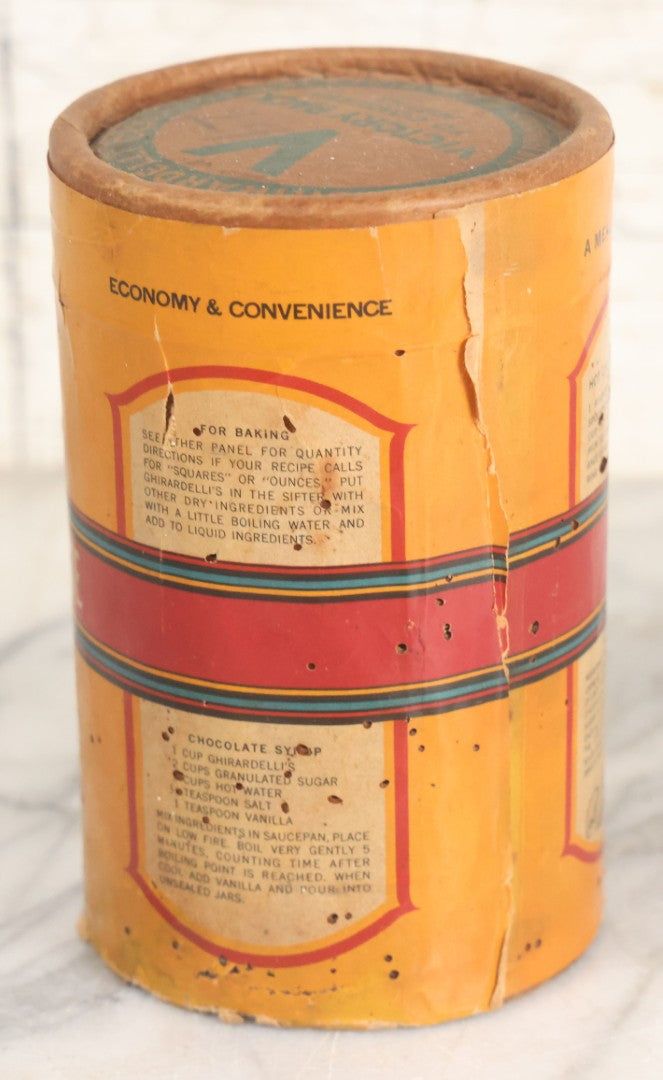 VICTORY PACK
V
ECONOMY & CONVENIENCE
A
FOR BAKING
SEE OTHER PANEL FOR QUANTITY
DIRECTIONS IF YOUR RECIPE CALLS
FOR "SQUARES" OR "OUNCES," PUT
GHIRARDELLI'S IN THE SIFTER WITH
OTHER DRY INGREDIENTS OR MIX
WITH A LITTLE BOILING WATER AND
ADD TO LIQUID INGREDIENTS.
HOT
E
CHOCOLATE SYRUP
1 CUP GHIRARDELLI'S
2 CUPS GRANULATED SUGAR
CUPS HOT WATER
TEASPOON SALT
1 TEASPOON VANILLA
MIX INGREDIENTS IN SAUCEPAN, PLACE
ON LOW FIRE. BOIL VERY GENTLY 5
MINUTES, COUNTING TIME AFTER
BOILING POINT IS REACHED. WHEN
COOL ADD VANILLA AND POUR INTO
UNSEALED JARS.